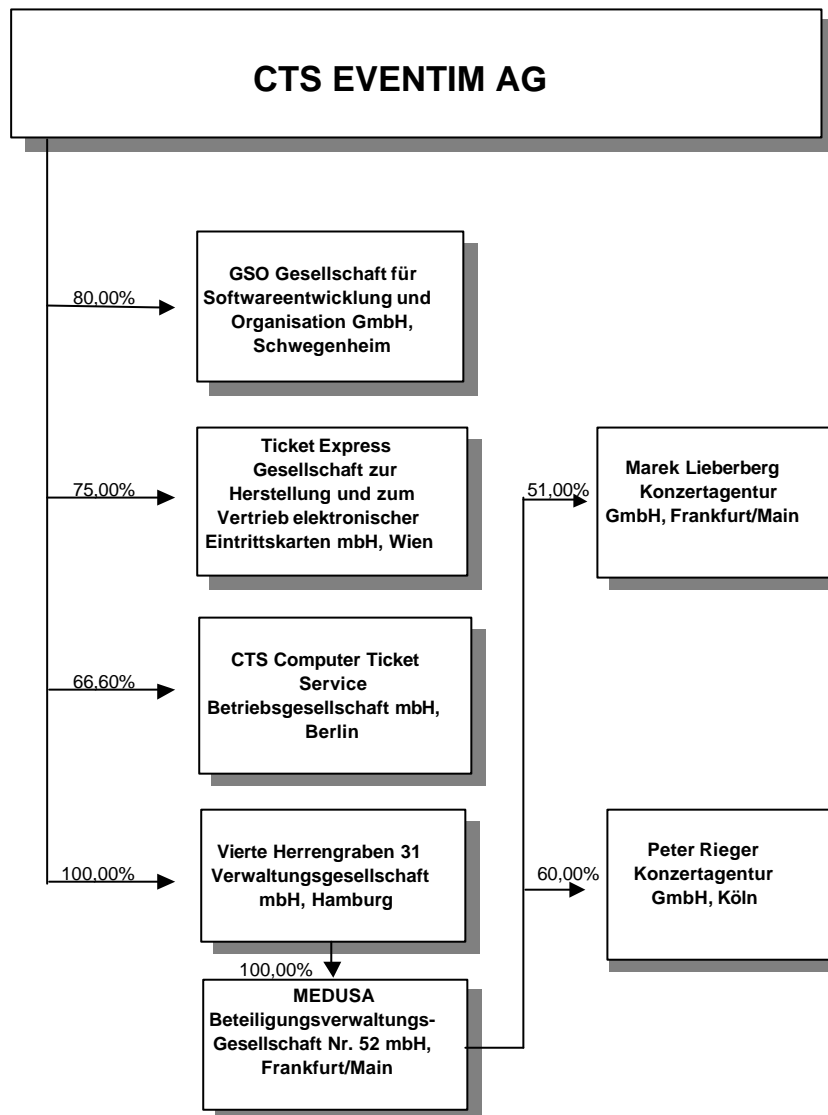 CTS EVENTIM AG
80,00%
GSO Gesellschaft für
Softwareentwicklung und
Organisation GmbH,
Schwegenheim
75,00%
Ticket Express
Gesellschaft zur
Herstellung und zum
Vertrieb elektronischer
Eintrittskarten mbH, Wien
51,00%
Marek Lieberberg
Konzertagentur
GmbH, Frankfurt/Main
66,60%
CTS Computer Ticket
Service
Betriebsgesellschaft mbH,
Berlin
100,00%
Vierte Herrengraben 31
Verwaltungsgesellschaft
mbH, Hamburg
60,00%
Peter Rieger
Konzertagentur
GmbH, Köln
100,00%
MEDUSA
Beteiligungsverwaltungs-
Gesellschaft Nr. 52 mbH,
Frankfurt/Main